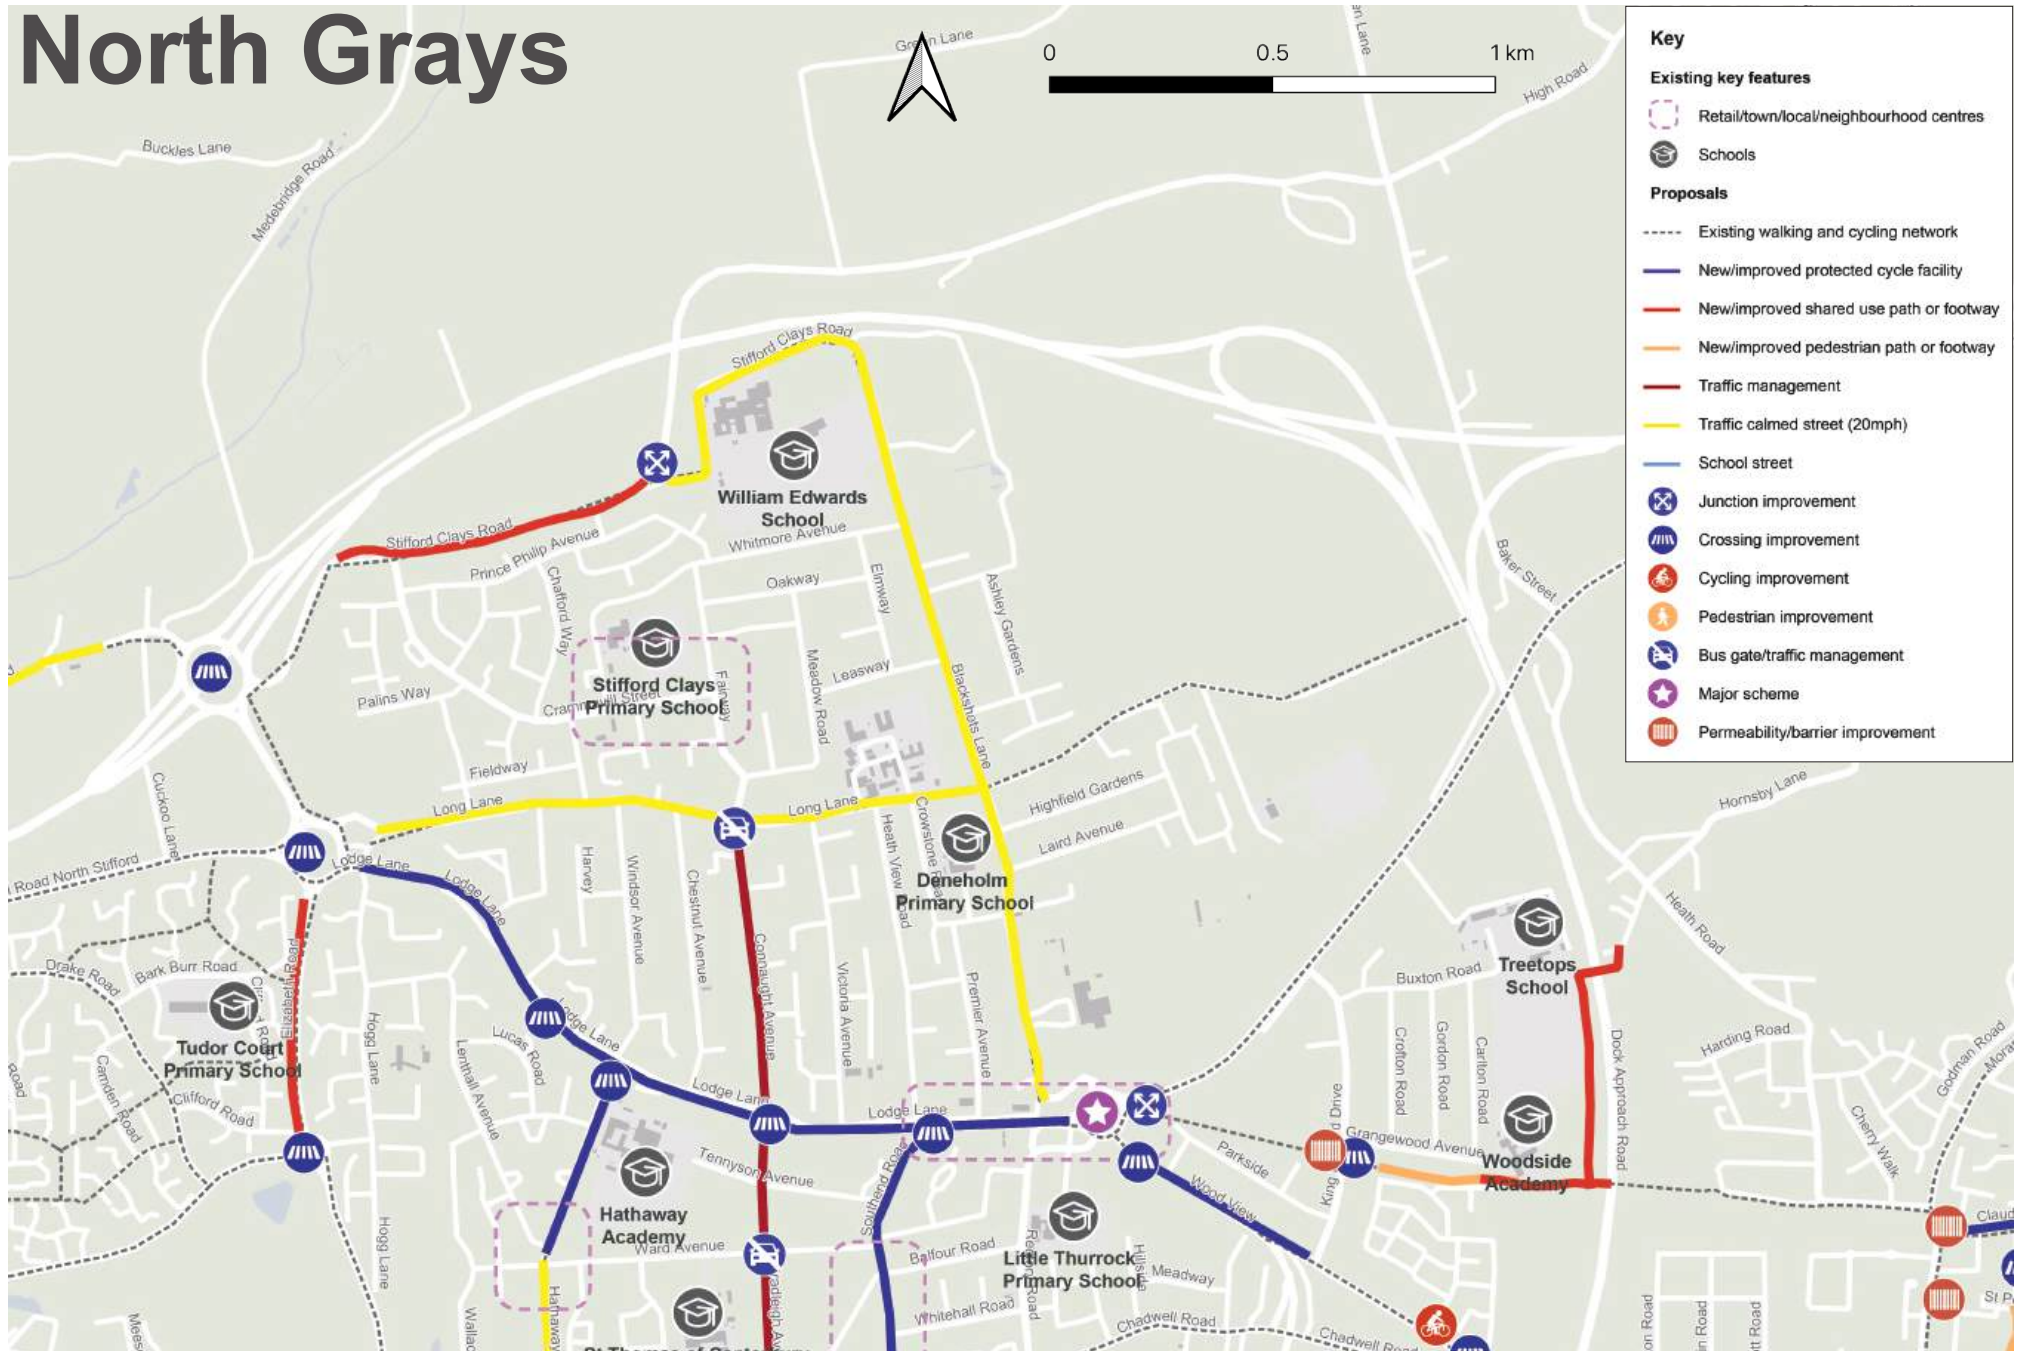 North Grays
0
0.5
1 km
Green Lane
High Road
Buckles Lane
Medebridge Road
Key
Existing key features
Retail/town/local/neighbourhood centres
Schools
Proposals
Existing walking and cycling network
New/improved protected cycle facility
New/improved shared use path or footway
New/improved pedestrian path or footway
Traffic management
Traffic calmed street (20mph)
School street
Junction improvement
Crossing improvement
Cycling improvement
Pedestrian improvement
Bus gate/traffic management
Major scheme
Permeability/barrier improvement
Stifford Clays Road
William Edwards
School
Stifford Clays Road
Whitmore Avenue
Prince Philip Avenue
Chafford Way
Oakway
Elmway
Ashley Gardens
Baker Street
Stifford Clays
Primary School
Fairway
Meadow Road
Leasway
Blackshots Lane
Palins Way
Fieldway
Long Lane
Long Lane
Highfield Gardens
Hornsby Lane
Cuckoo Lane
Laird Avenue
Road North Stifford
Lodge Lane
Lodge Lane
Harvey
Windsor Avenue
Chestnut Avenue
Heath View Road
Deneholm
Primary School
Heath Road
Drake Road
Bark Burr Road
Elizabeth Road
Connaught Avenue
Victoria Avenue
Premier Avenue
Buxton Road
Treetops
School
Tudor Court
Primary School
Hogg Lane
Lucas Road
Lodge Lane
Lenthall Avenue
Camden Road
Clifford Road
Road
Crofton Road
Gordon Road
Carlton Road
Dock Approach Road
Harding Road
Godman Road
Cherry Walk
Lodge Lane
Lodge Lane
Grangewood Avenue
Parkside
Woodside
Academy
Tennyson Avenue
Southend Road
Wood View
Hathaway
Academy
Ward Avenue
Balfour Road
Little Thurrock
Primary School
Hillside
Meadway
Hogg Lane
Whitehall Road
Chadwell Road
Chadwell Road
Hathaway